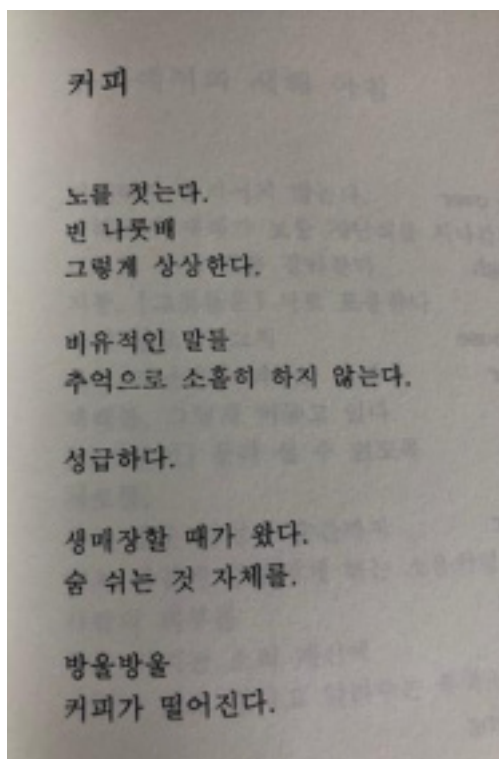 커피
노를 젓는다.
빈 나룻배
그렇게 상상한다.
비유적인 말들
추억으로 소홀히 하지 않는다.
성급하다.
생매장할 때가 왔다.
숨 쉬는 것 자체를.
방울방울
커피가 떨어진다.